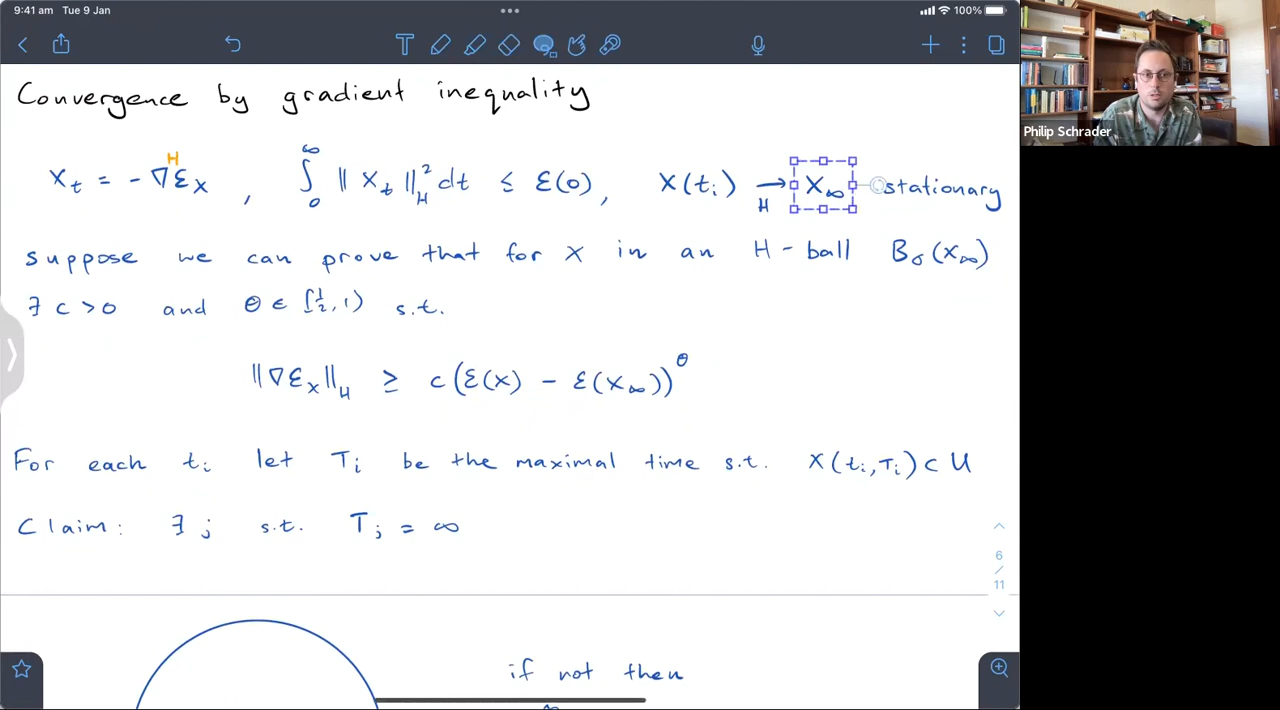 9:41 am Tue 9 Jan
100%
Convergence by gradient inequality
X_t = - ∇^H ℰ_X , ∫_0^∞ ‖ X_t ‖_H^2 dt ≤ ℰ(0), X(t_i) →_H X_∞ stationary
suppose we can prove that for X in an H-ball B_σ(X_∞)
∃ c > 0 and θ ∈ [½, 1) s.t.
‖∇ℰ_X‖_H ≥ c(ℰ(X) - ℰ(X_∞))^θ
For each t_i let T_i be the maximal time s.t. X(t_i, T_i) ⊂ U
Claim: ∃ j s.t. T_j = ∞
6
/
11
if not then
Philip Schrader